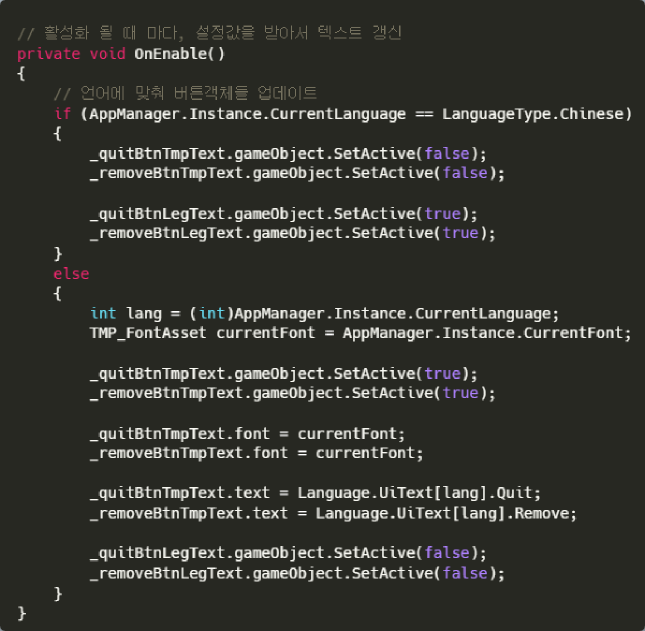 // 활성화 될 때 마다, 설정값을 받아서 텍스트 갱신
private void OnEnable()
{
// 언어에 맞춰 버튼객체들 업데이트
if (AppManager.Instance.CurrentLanguage == LanguageType.Chinese)
{
_quitBtnTmpText.gameObject.SetActive(false);
_removeBtnTmpText.gameObject.SetActive(false);
_quitBtnLegText.gameObject.SetActive(true);
_removeBtnLegText.gameObject.SetActive(true);
}
else
{
int lang = (int)AppManager.Instance.CurrentLanguage;
TMP_FontAsset currentFont = AppManager.Instance.CurrentFont;
_quitBtnTmpText.gameObject.SetActive(true);
_removeBtnTmpText.gameObject.SetActive(true);
_quitBtnTmpText.font = currentFont;
_removeBtnTmpText.font = currentFont;
_quitBtnTmpText.text = Language.UiText[lang].Quit;
_removeBtnTmpText.text = Language.UiText[lang].Remove;
_quitBtnLegText.gameObject.SetActive(false);
_removeBtnLegText.gameObject.SetActive(false);
}
}